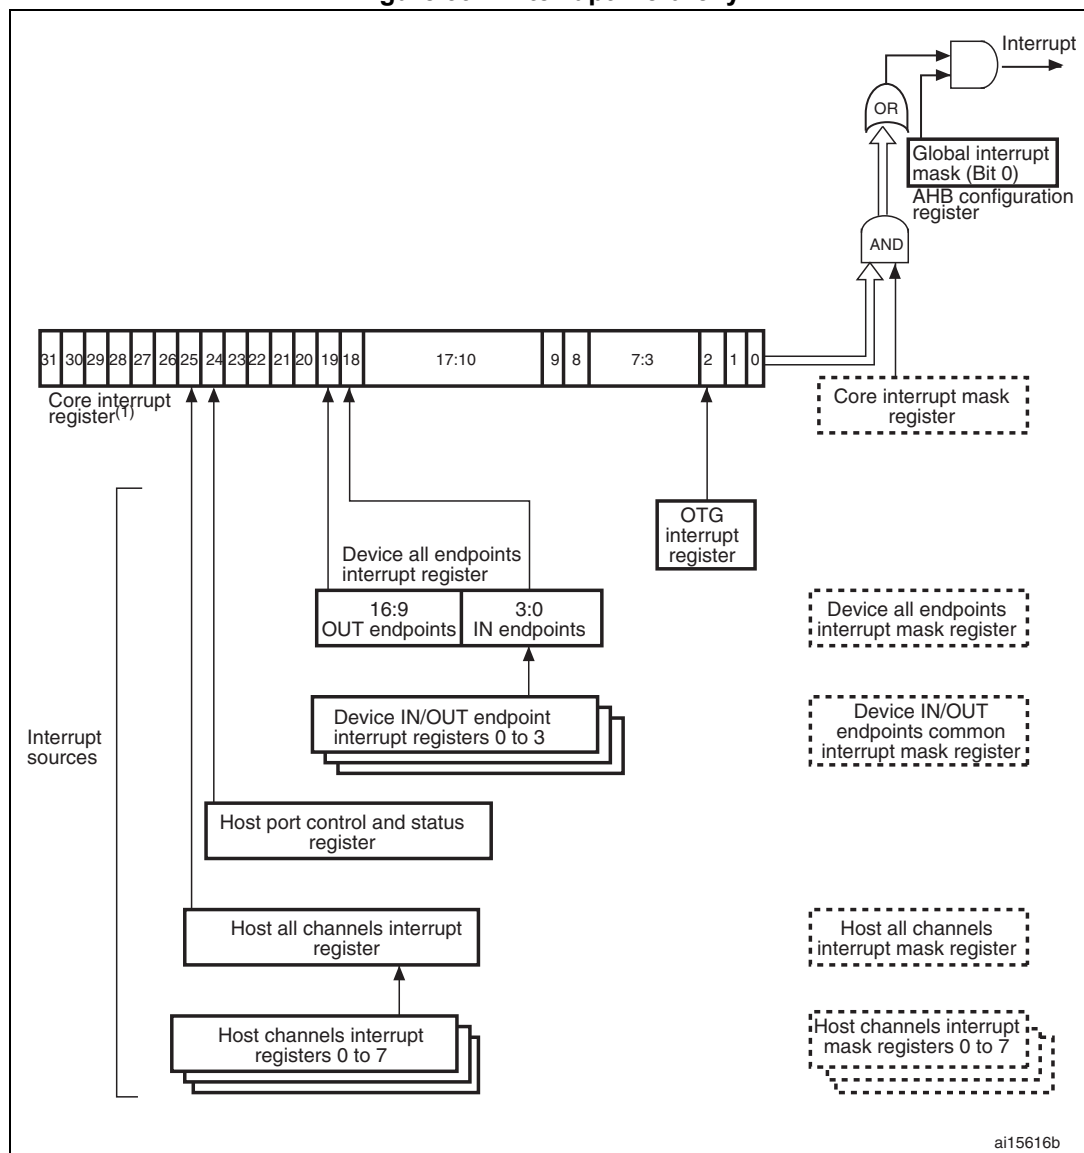 Interrupt
OR
Global interrupt
mask (Bit 0)
AHB configuration
register
AND
31 30 29 28 27 26 25 24 23 22 21 20 19 18 17:10 9 8 7:3 2 1 0
Core interrupt
register(1)
Core interrupt mask
register
OTG
interrupt
register
Device all endpoints
interrupt register
16:9
OUT endpoints
3:0
IN endpoints
Device all endpoints
interrupt mask register
Device IN/OUT endpoint
interrupt registers 0 to 3
Device IN/OUT
endpoints common
interrupt mask register
Interrupt
sources
Host port control and status
register
Host all channels interrupt
register
Host all channels
interrupt mask register
Host channels interrupt
registers 0 to 7
Host channels interrupt
mask registers 0 to 7
ai15616b